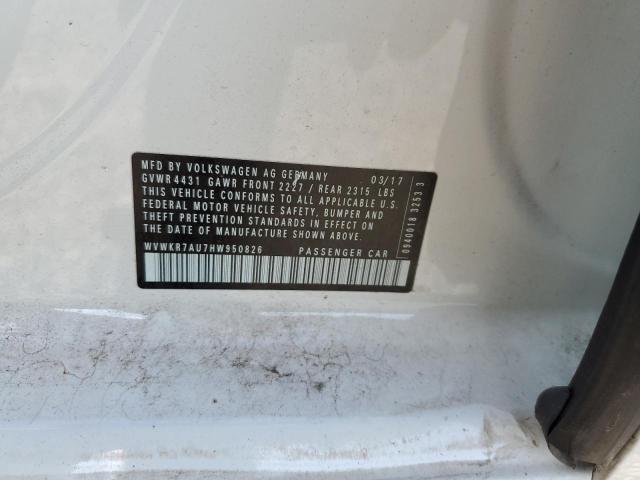 MFD BY VOLKSWAGEN AG GERMANY 03/17
GVWR 4431 GAWR FRONT 2227 / REAR 2315 LBS
THIS VEHICLE CONFORMS TO ALL APPLICABLE U.S.
FEDERAL MOTOR VEHICLE SAFETY, BUMPER AND
THEFT PREVENTION STANDARDS IN EFFECT ON
THE DATE OF MANUFACTURE SHOWN ABOVE
WVWKR7AU7HW950826 PASSENGER CAR
0940018 3253 3